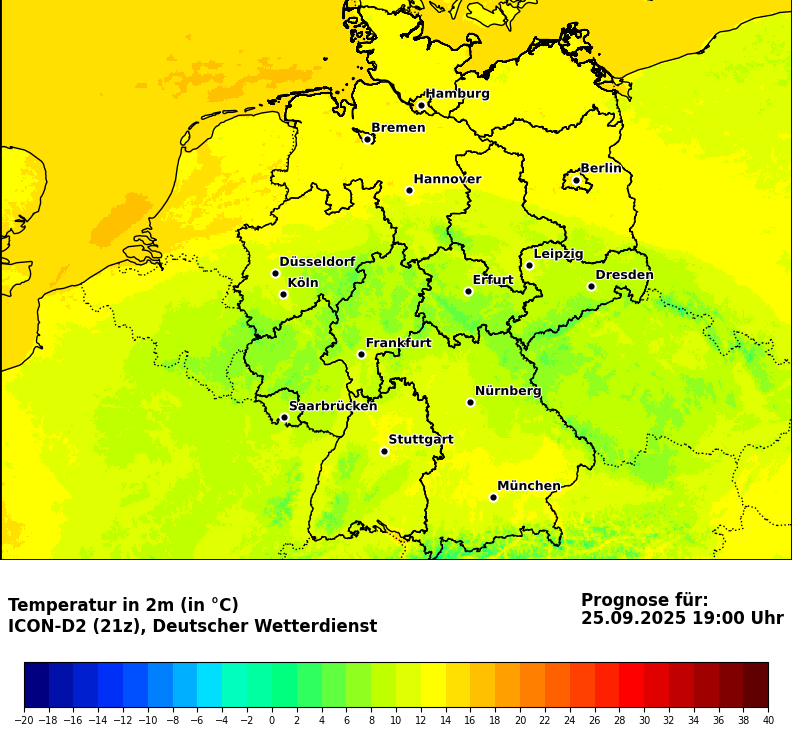 Hamburg
Bremen
Berlin
Hannover
Leipzig
Düsseldorf
Dresden
Köln
Erfurt
Frankfurt
Nürnberg
Saarbrücken
Stuttgart
München
Temperatur in 2m (in °C)
ICON-D2 (21z), Deutscher Wetterdienst
Prognose für:
25.09.2025 19:00 Uhr
−20 −18 −16 −14 −12 −10 −8 −6 −4 −2 0 2 4 6 8 10 12 14 16 18 20 22 24 26 28 30 32 34 36 38 40